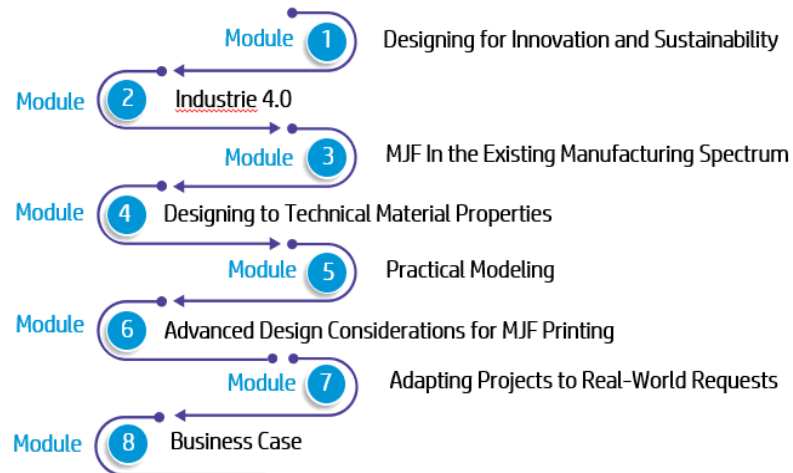 Module 1 Designing for Innovation and Sustainability
Module 2 Industrie 4.0
Module 3 MJF In the Existing Manufacturing Spectrum
Module 4 Designing to Technical Material Properties
Module 5 Practical Modeling
Module 6 Advanced Design Considerations for MJF Printing
Module 7 Adapting Projects to Real-World Requests
Module 8 Business Case